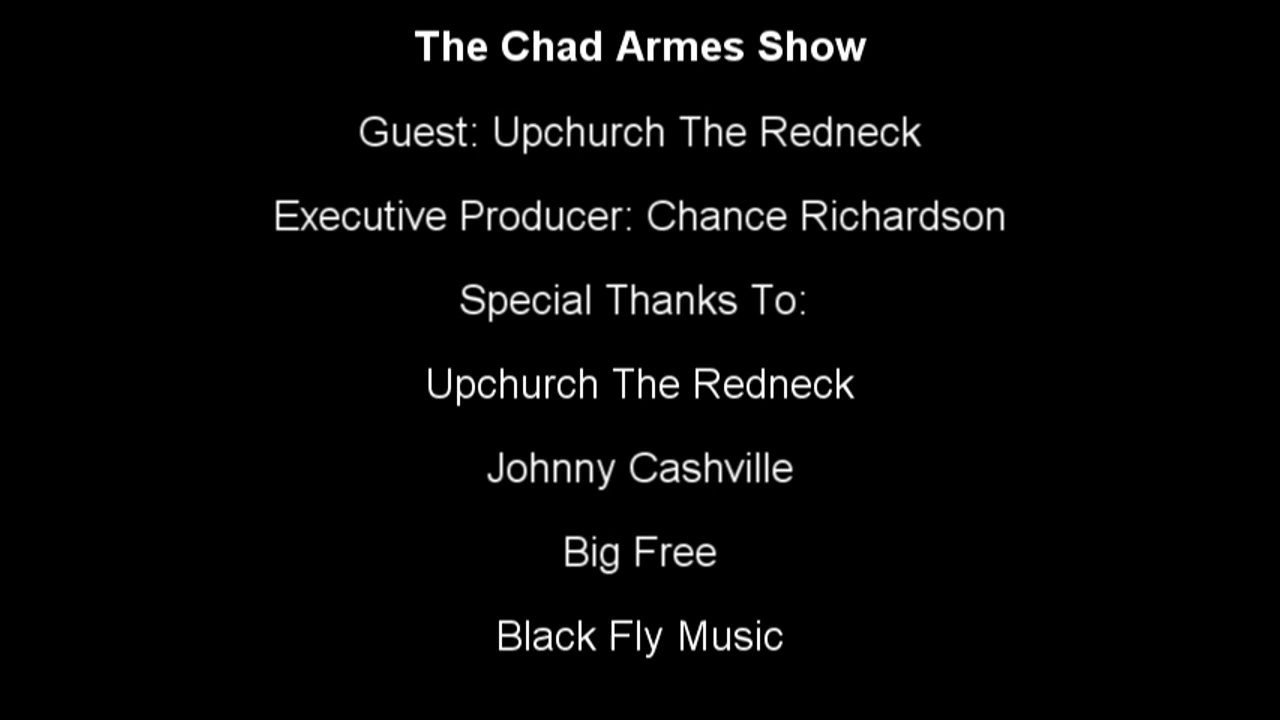 The Chad Armes Show
Guest: Upchurch The Redneck
Executive Producer: Chance Richardson
Special Thanks To:
Upchurch The Redneck
Johnny Cashville
Big Free
Black Fly Music